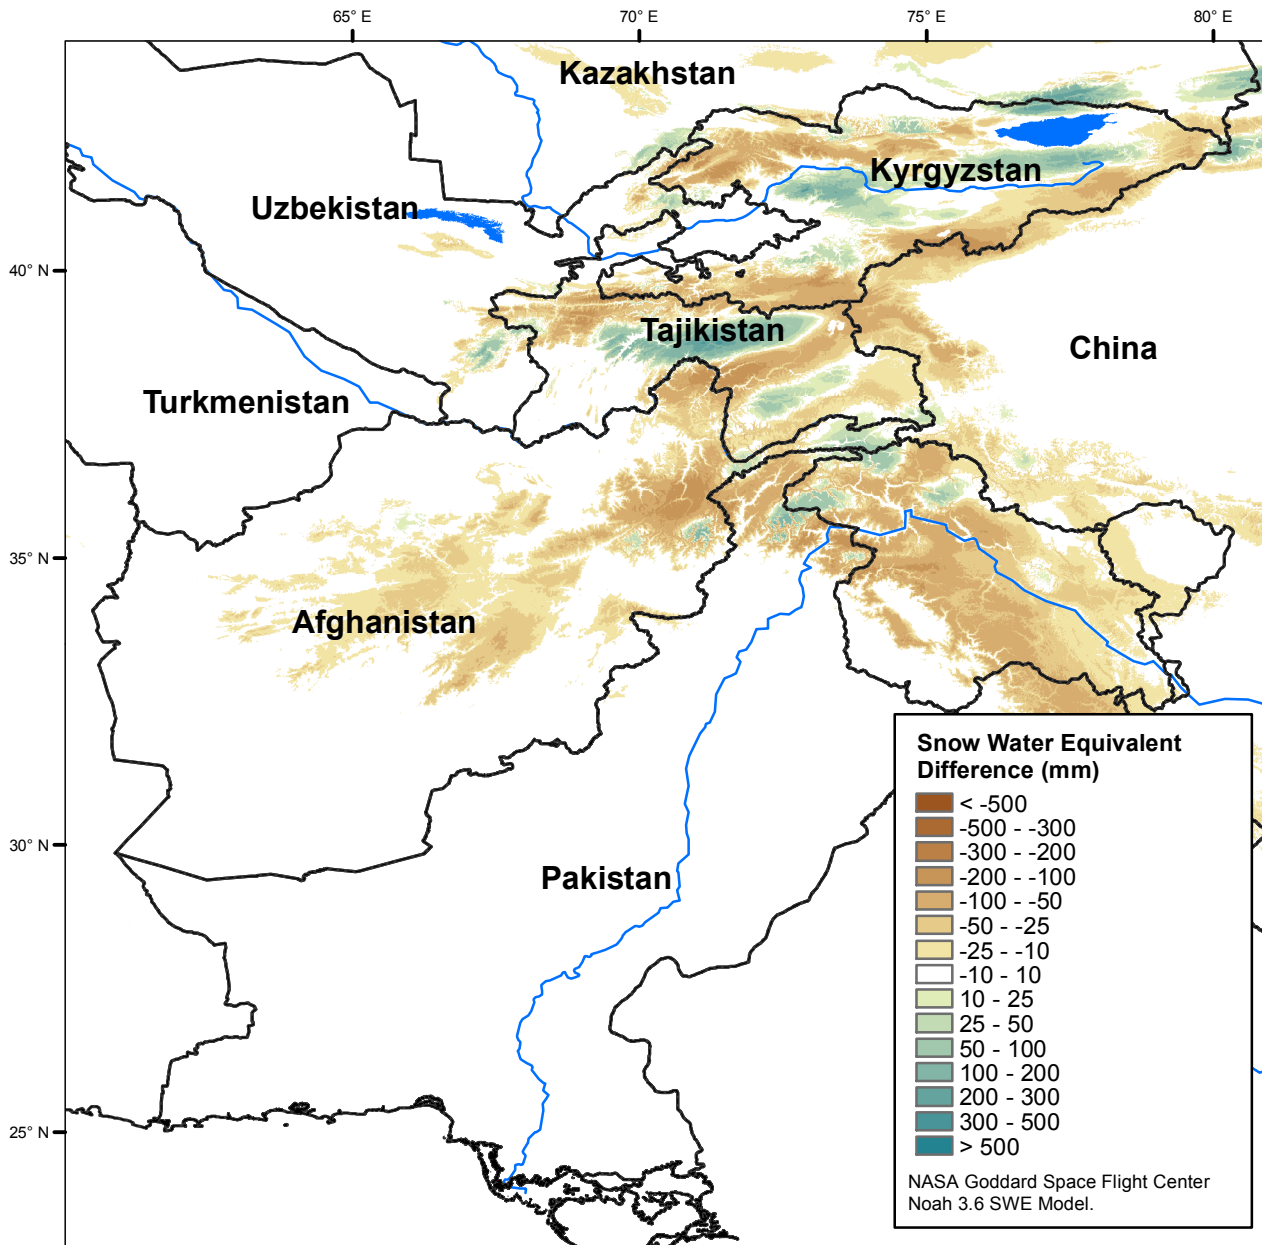 65° E
70° E
75° E
80° E
Kazakhstan
Kyrgyzstan
Uzbekistan
40° N
Tajikistan
China
Turkmenistan
35° N
Afghanistan
Snow Water Equivalent
Difference (mm)
< -500
-500 - -300
-300 - -200
-200 - -100
-100 - -50
-50 - -25
-25 - -10
-10 - 10
10 - 25
25 - 50
50 - 100
100 - 200
200 - 300
300 - 500
> 500
NASA Goddard Space Flight Center
Noah 3.6 SWE Model.
30° N
Pakistan
25° N